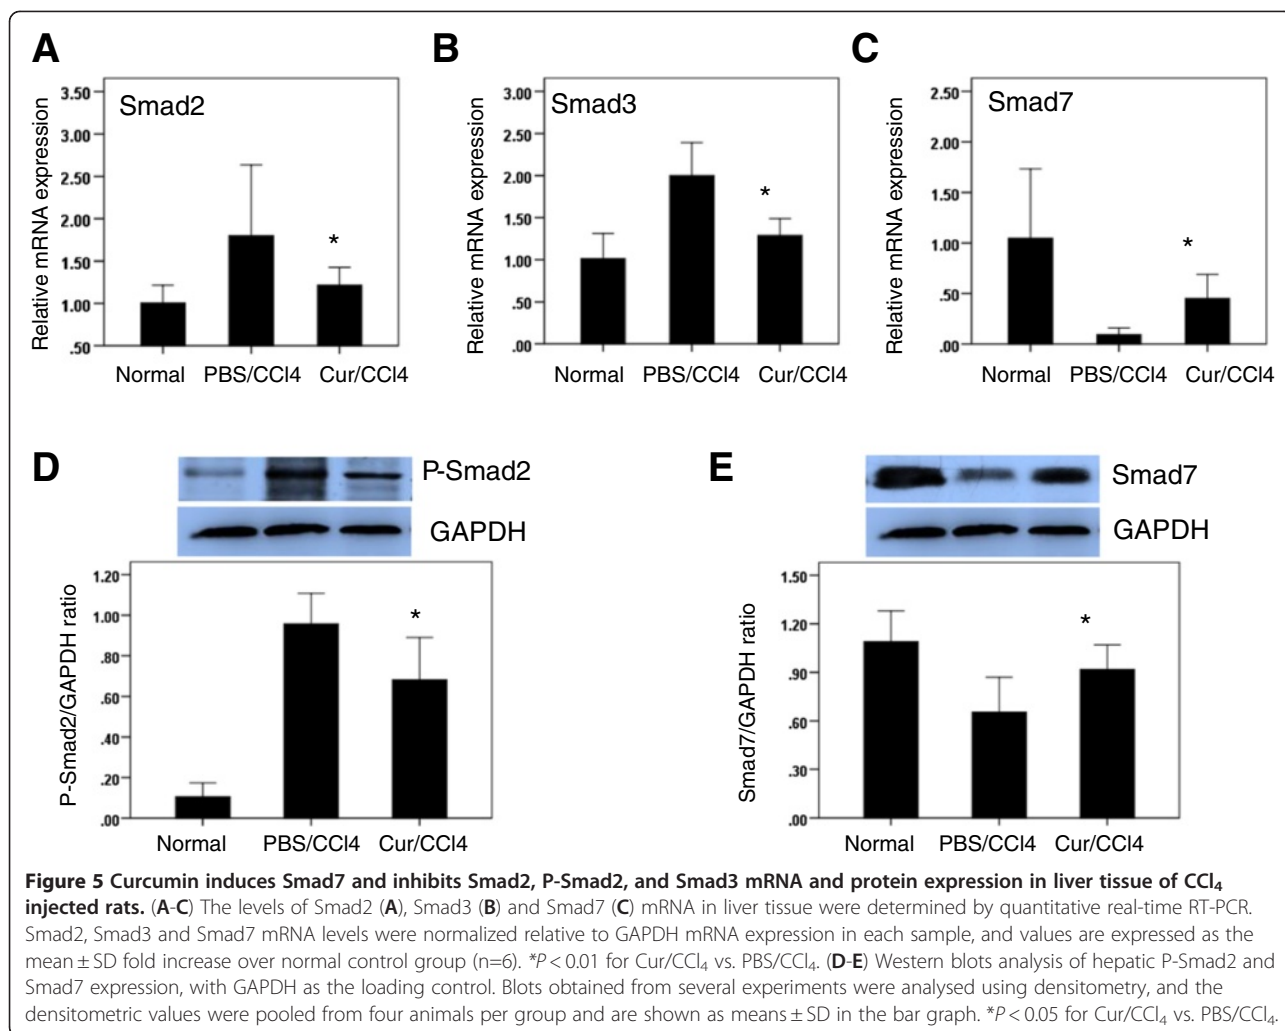 A
Smad2
Relative mRNA expression
3.50
3.00
2.50
2.00
1.50
1.00
.50
*
Normal PBS/CCl4 Cur/CCl4
B
Smad3
Relative mRNA expression
3.00
2.50
2.00
1.50
1.00
.50
.00
*
Normal PBS/CCl4 Cur/CCl4
C
Smad7
Relative mRNA expression
2.50
2.00
1.50
1.00
.50
.00
*
Normal PBS/CCl4 Cur/CCl4
D
P-Smad2
GAPDH
P-Smad2/GAPDH ratio
1.20
1.00
.80
.60
.40
.20
.00
*
Normal PBS/CCl4 Cur/CCl4
E
Smad7
GAPDH
Smad7/GAPDH ratio
1.50
1.20
.90
.60
.30
.00
*
Normal PBS/CCl4 Cur/CCl4
Figure 5 Curcumin induces Smad7 and inhibits Smad2, P-Smad2, and Smad3 mRNA and protein expression in liver tissue of CCl₄
injected rats. (A-C) The levels of Smad2 (A), Smad3 (B) and Smad7 (C) mRNA in liver tissue were determined by quantitative real-time RT-PCR.
Smad2, Smad3 and Smad7 mRNA levels were normalized relative to GAPDH mRNA expression in each sample, and values are expressed as the
mean ± SD fold increase over normal control group (n=6). *P < 0.01 for Cur/CCl₄ vs. PBS/CCl₄. (D-E) Western blots analysis of hepatic P-Smad2 and
Smad7 expression, with GAPDH as the loading control. Blots obtained from several experiments were analysed using densitometry, and the
densitometric values were pooled from four animals per group and are shown as means ± SD in the bar graph. *P < 0.05 for Cur/CCl₄ vs. PBS/CCl₄.